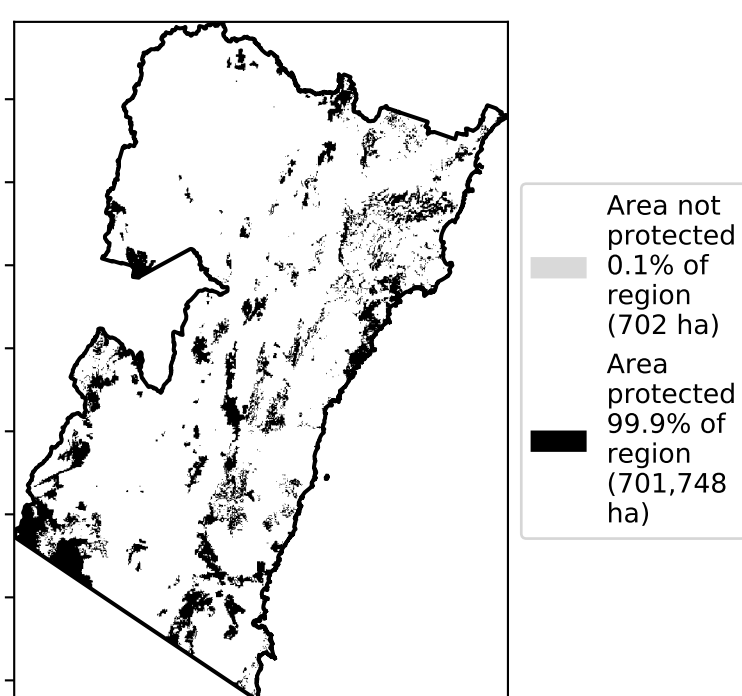 Area not
protected
0.1% of
region
(702 ha)
Area
protected
99.9% of
region
(701,748
ha)